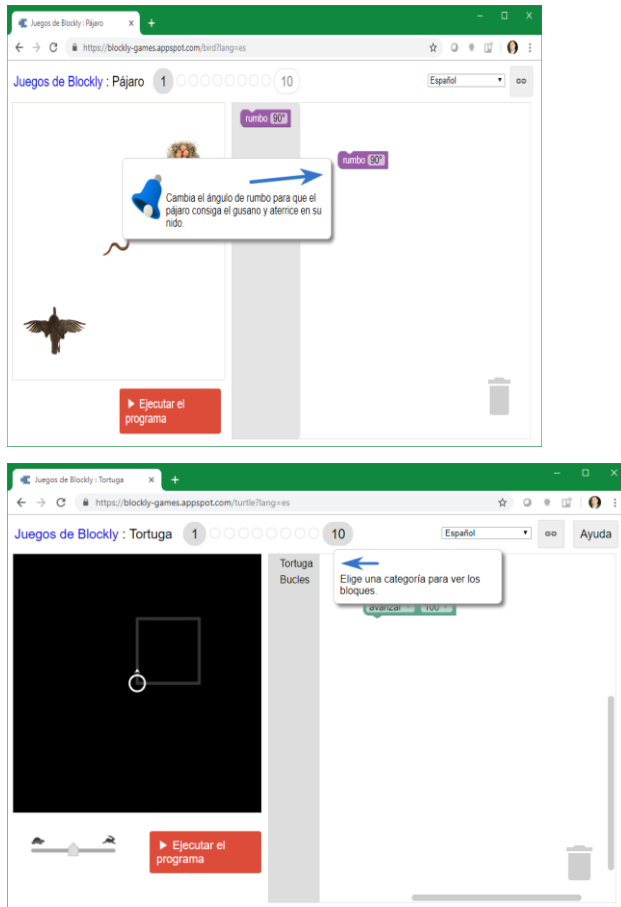 Juegos de Blockly : Pájaro
https://blockly-games.appspot.com/bird?lang=es
Juegos de Blockly : Pájaro 1 10 Español
rumbo 90°
rumbo 90°
Cambia el ángulo de rumbo para que el
pájaro consiga el gusano y aterrice en su
nido.
Ejecutar el
programa
Juegos de Blockly : Tortuga
https://blockly-games.appspot.com/turtle?lang=es
Juegos de Blockly : Tortuga 1 10 Español Ayuda
Tortuga
Bucles
Elige una categoría para ver los
bloques.
avanzar 100
Ejecutar el
programa